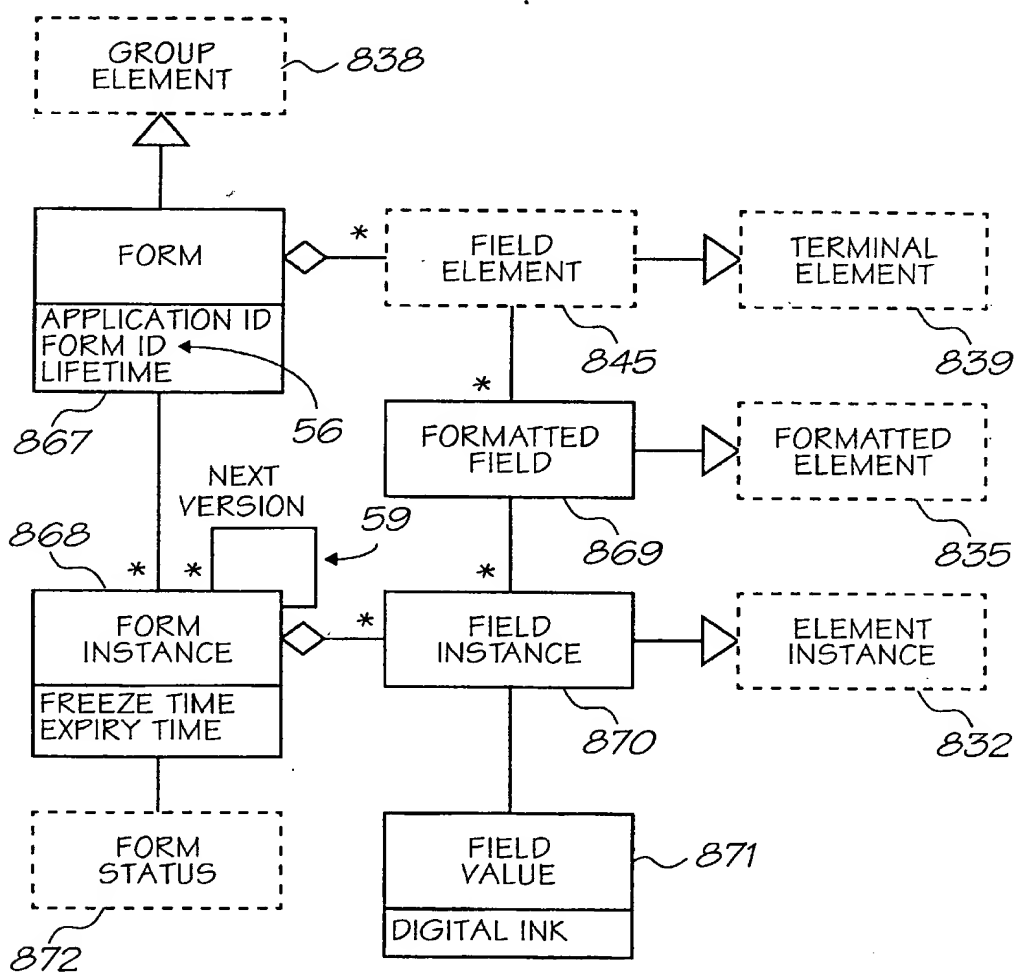 GROUP
ELEMENT
838
FORM
*
FIELD
ELEMENT
TERMINAL
ELEMENT
APPLICATION ID
FORM ID
LIFETIME
845
839
867
56
*
FORMATTED
FIELD
FORMATTED
ELEMENT
NEXT
VERSION
868
59
869
835
*
*
*
FORM
INSTANCE
*
FIELD
INSTANCE
ELEMENT
INSTANCE
FREEZE TIME
EXPIRY TIME
870
832
FORM
STATUS
FIELD
VALUE
871
DIGITAL INK
872